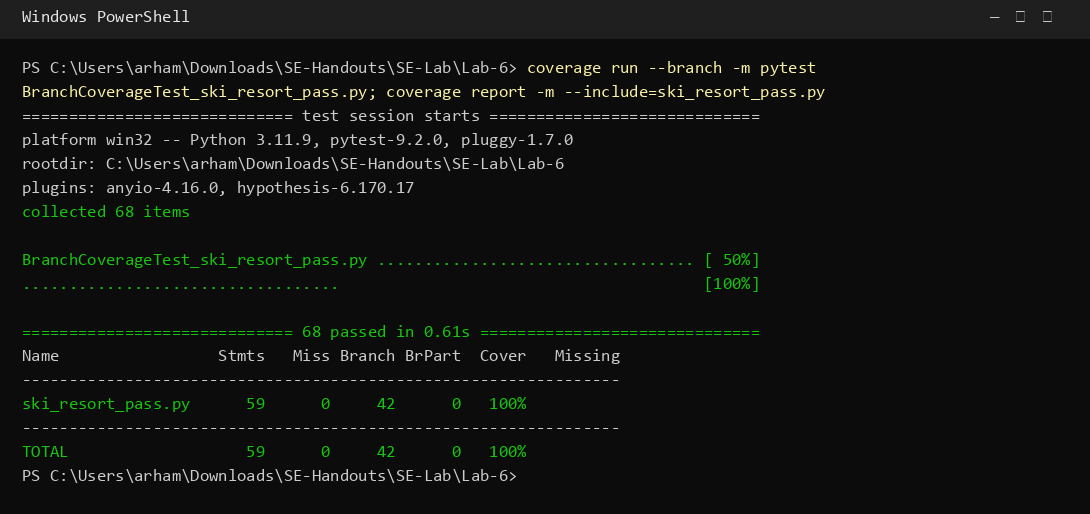 Windows PowerShell
PS C:\Users\arham\Downloads\SE-Handouts\SE-Lab\Lab-6> coverage run --branch -m pytest
BranchCoverageTest_ski_resort_pass.py; coverage report -m --include=ski_resort_pass.py
============================= test session starts =============================
platform win32 -- Python 3.11.9, pytest-9.2.0, pluggy-1.7.0
rootdir: C:\Users\arham\Downloads\SE-Handouts\SE-Lab\Lab-6
plugins: anyio-4.16.0, hypothesis-6.170.17
collected 68 items
BranchCoverageTest_ski_resort_pass.py .................................. [ 50%]
..................................                                       [100%]
============================= 68 passed in 0.61s ==============================
Name                 Stmts   Miss Branch BrPart  Cover   Missing
----------------------------------------------------------------
ski_resort_pass.py      59      0     42      0   100%
----------------------------------------------------------------
TOTAL                   59      0     42      0   100%
PS C:\Users\arham\Downloads\SE-Handouts\SE-Lab\Lab-6>